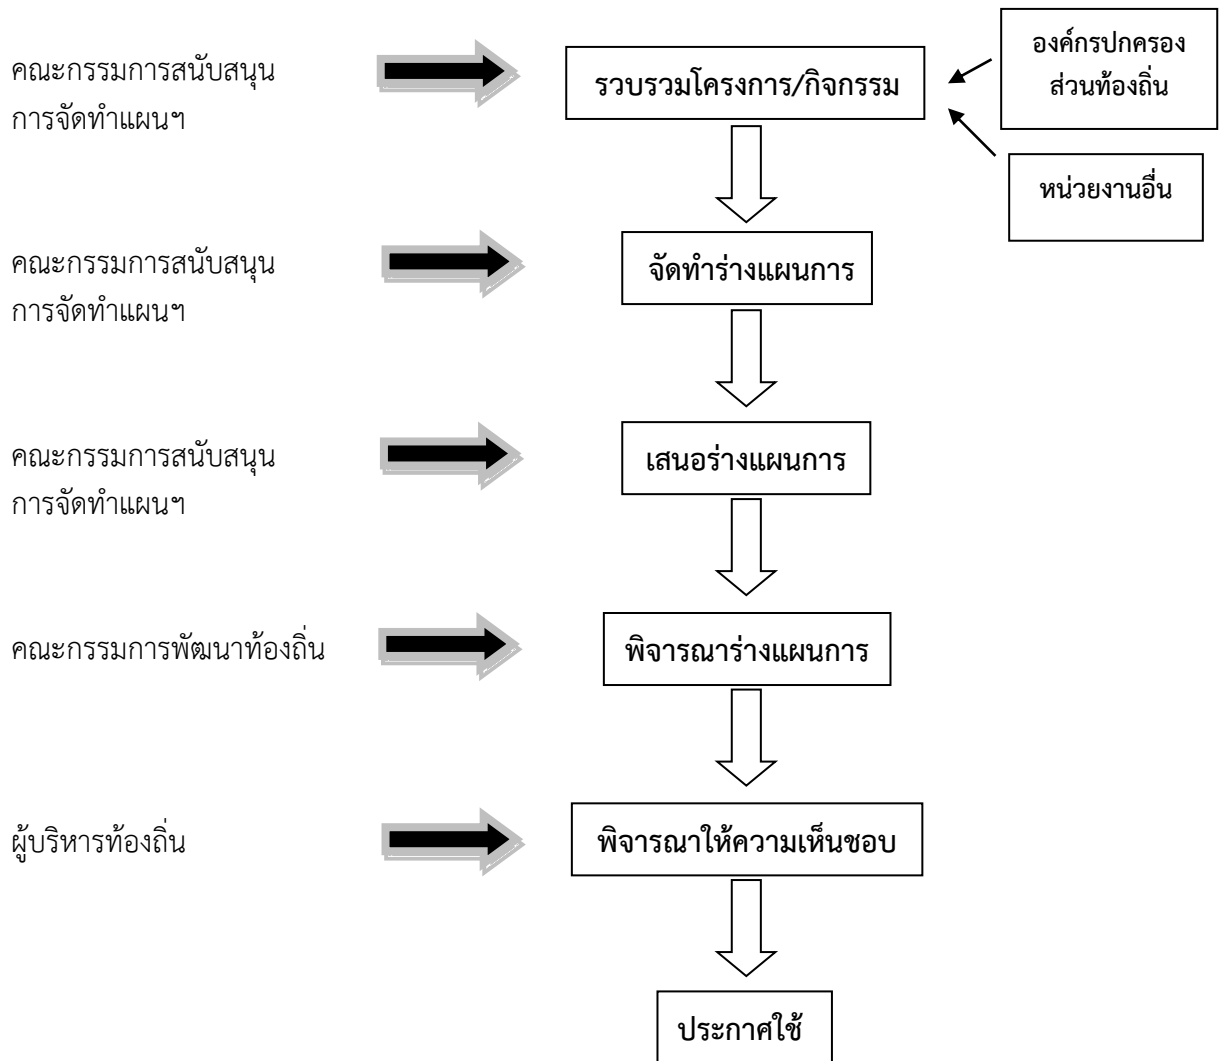 คณะกรรมการสนับสนุน
การจัดทำแผนฯ
รวบรวมโครงการ/กิจกรรม
องค์กรปกครอง
ส่วนท้องถิ่น
หน่วยงานอื่น
คณะกรรมการสนับสนุน
การจัดทำแผนฯ
จัดทำร่างแผนการ
คณะกรรมการสนับสนุน
การจัดทำแผนฯ
เสนอร่างแผนการ
คณะกรรมการพัฒนาท้องถิ่น
พิจารณาร่างแผนการ
ผู้บริหารท้องถิ่น
พิจารณาให้ความเห็นชอบ
ประกาศใช้